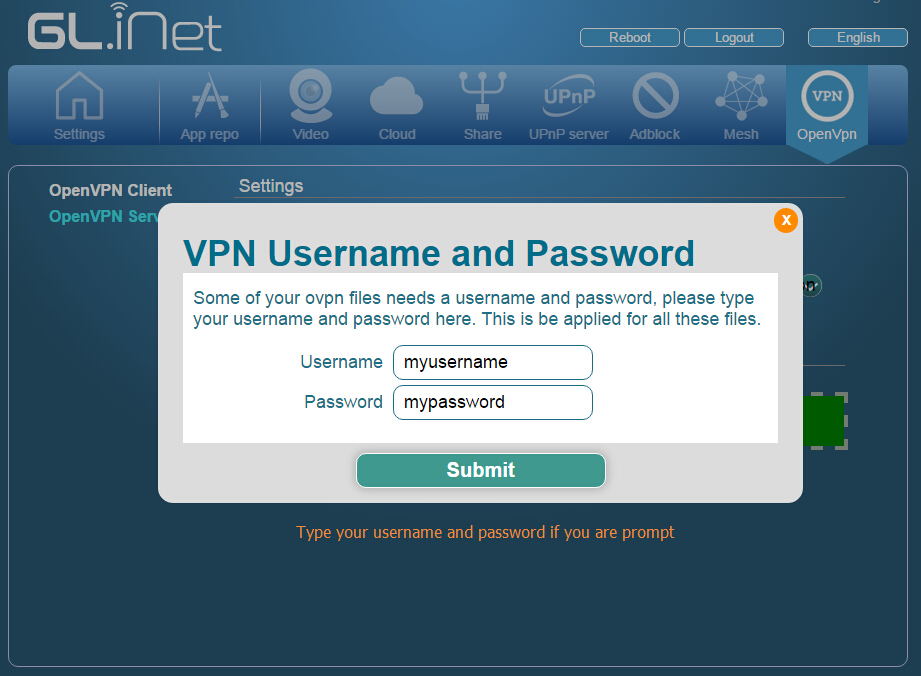 GL.iNet
Reboot
Logout
English
Settings
App repo
Video
Cloud
Share
UPnP
UPnP server
Adblock
Mesh
VPN
OpenVpn
OpenVPN Client
Settings
OpenVPN Serv
X
VPN Username and Password
Some of your ovpn files needs a username and password, please type
your username and password here. This is be applied for all these files.
Username myusername
Password mypassword
Submit
Type your username and password if you are prompt